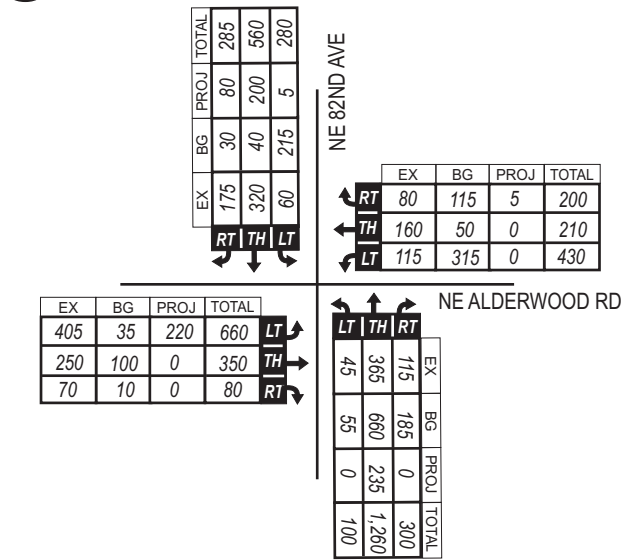 TOTAL 285 560 280
PROJ 80 200 5
BG 30 40 215
EX 175 320 60
RT TH LT
NE 82ND AVE
EX BG PROJ TOTAL
RT 80 115 5 200
TH 160 50 0 210
LT 115 315 0 430
NE ALDERWOOD RD
EX BG PROJ TOTAL
405 35 220 660 LT
250 100 0 350 TH
70 10 0 80 RT
LT TH RT
45 365 115 EX
55 660 185 BG
0 235 0 PROJ
100 1,260 300 TOTAL